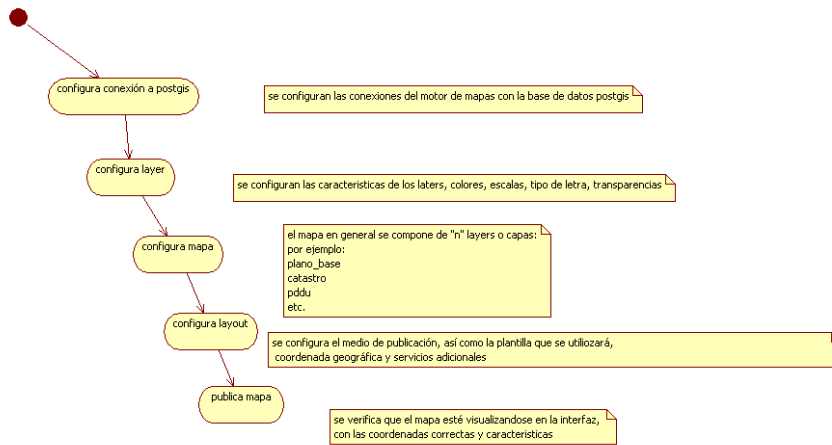 configura conexión a postgis
se configuran las conexiones del motor de mapas con la base de datos postgis
configura layer
se configuran las caracteristicas de los laters, colores, escalas, tipo de letra, transparencias
configura mapa
el mapa en general se compone de "n" layers o capas:
por ejemplo:
plano_base
catastro
pddu
etc.
configura layout
se configura el medio de publicación, así como la plantilla que se utiliozará,
coordenada geográfica y servicios adicionales
publica mapa
se verifica que el mapa esté visualizandose en la interfaz,
con las coordenadas correctas y caracteristicas